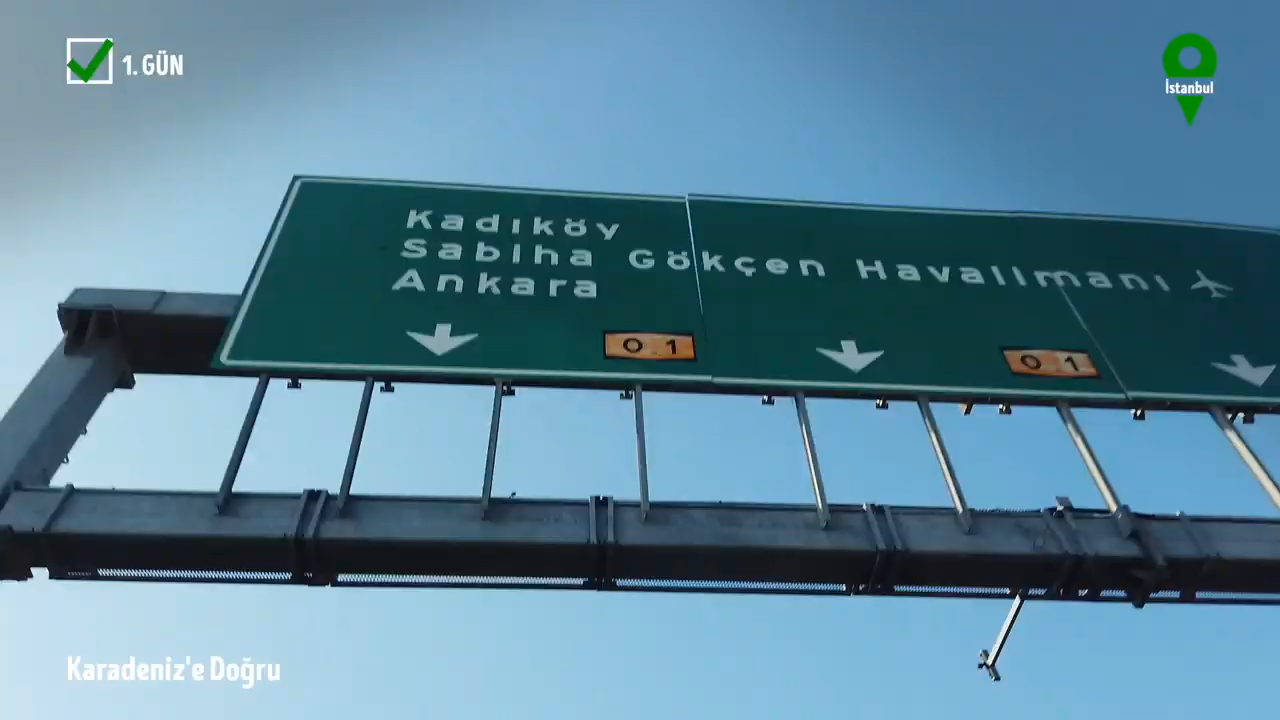 1. GÜN
İstanbul
Kadıköy
Sabiha Gökçen Havalimanı
Ankara
O 1
O 1
Karadeniz'e Doğru